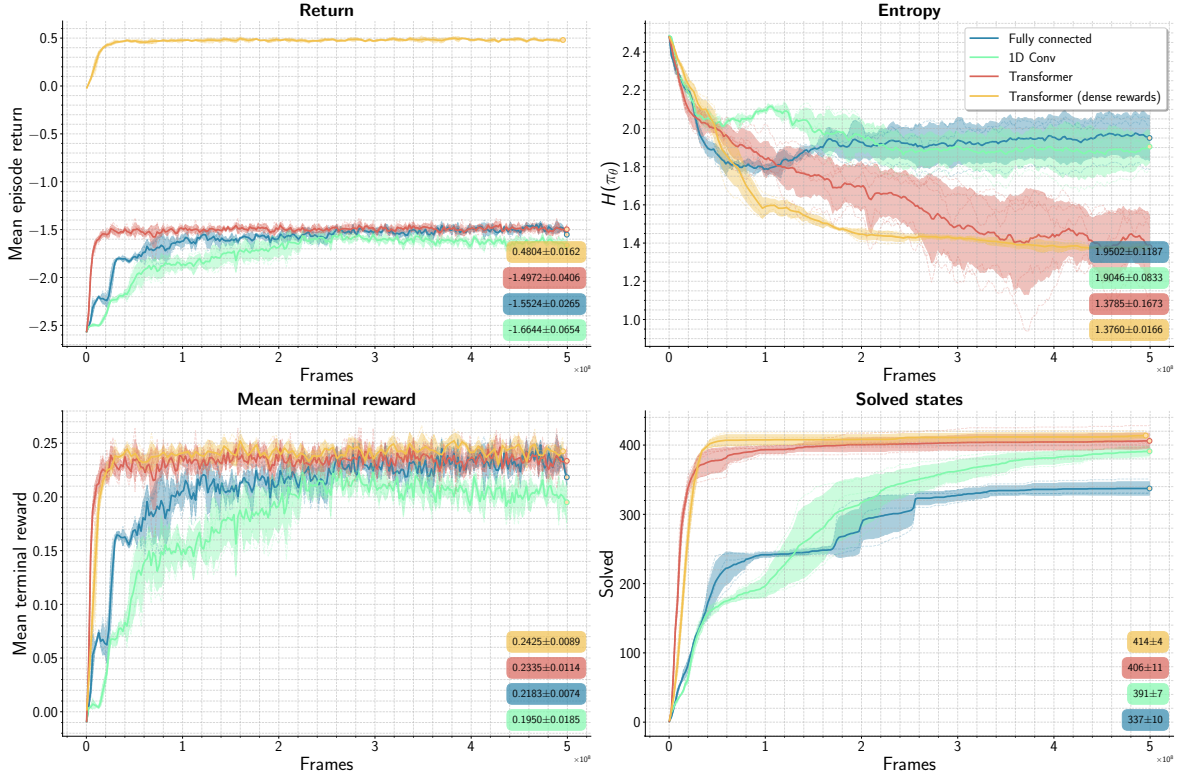 Return
Mean episode return
0.5
0.0
−0.5
−1.0
−1.5
−2.0
−2.5
0.4804±0.0162
-1.4972±0.0406
-1.5524±0.0265
-1.6644±0.0654
0 1 2 3 4 5
×10⁸
Frames
Entropy
H(πθ)
2.4
2.2
2.0
1.8
1.6
1.4
1.2
1.0
Fully connected
1D Conv
Transformer
Transformer (dense rewards)
1.9502±0.1187
1.9046±0.0833
1.3785±0.1673
1.3760±0.0166
0 1 2 3 4 5
×10⁸
Frames
Mean terminal reward
Mean terminal reward
0.25
0.20
0.15
0.10
0.05
0.00
0.2425±0.0089
0.2335±0.0114
0.2183±0.0074
0.1950±0.0185
0 1 2 3 4 5
×10⁸
Frames
Solved states
Solved
400
300
200
100
0
414±4
406±11
391±7
337±10
0 1 2 3 4 5
×10⁸
Frames